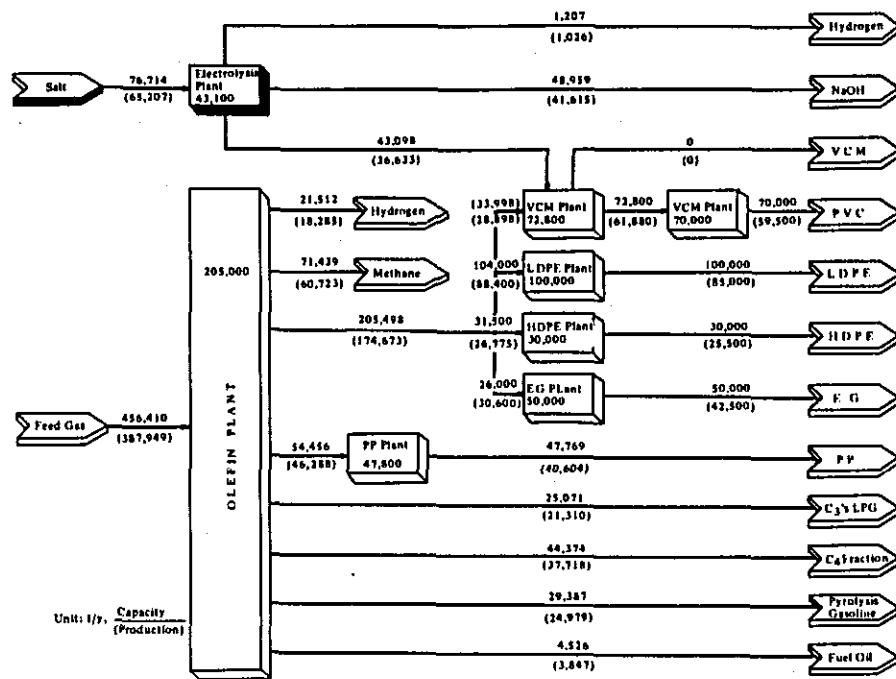 1,207
(1,026)
Hydrogen
Salt
76,714
(65,207)
Electrolysis
Plant
43,100
48,959
(41,615)
NaOH
43,098
(36,633)
0
(0)
VCM
21,512
(18,285)
Hydrogen
(33,998)
(28,898)
VCM Plant
72,800
72,800
(61,880)
VCM Plant
70,000
70,000
(59,500)
PVC
205,000
71,439
(60,723)
Methane
104,000
(88,400)
LDPE Plant
100,000
100,000
(85,000)
LDPE
205,498
(174,673)
31,500
(26,775)
HDPE Plant
30,000
30,000
(25,500)
HDPE
26,000
(30,600)
EG Plant
50,000
50,000
(42,500)
EG
Feed Gas
456,410
(387,949)
OLEFIN PLANT
54,456
(46,288)
PP Plant
47,800
47,769
(40,604)
PP
25,071
(21,310)
C3's LPG
44,374
(37,718)
C4 Fraction
29,387
(24,979)
Pyrolysis
Gasoline
Unit: t/y, Capacity
(Production)
4,526
(3,847)
Fuel Oil